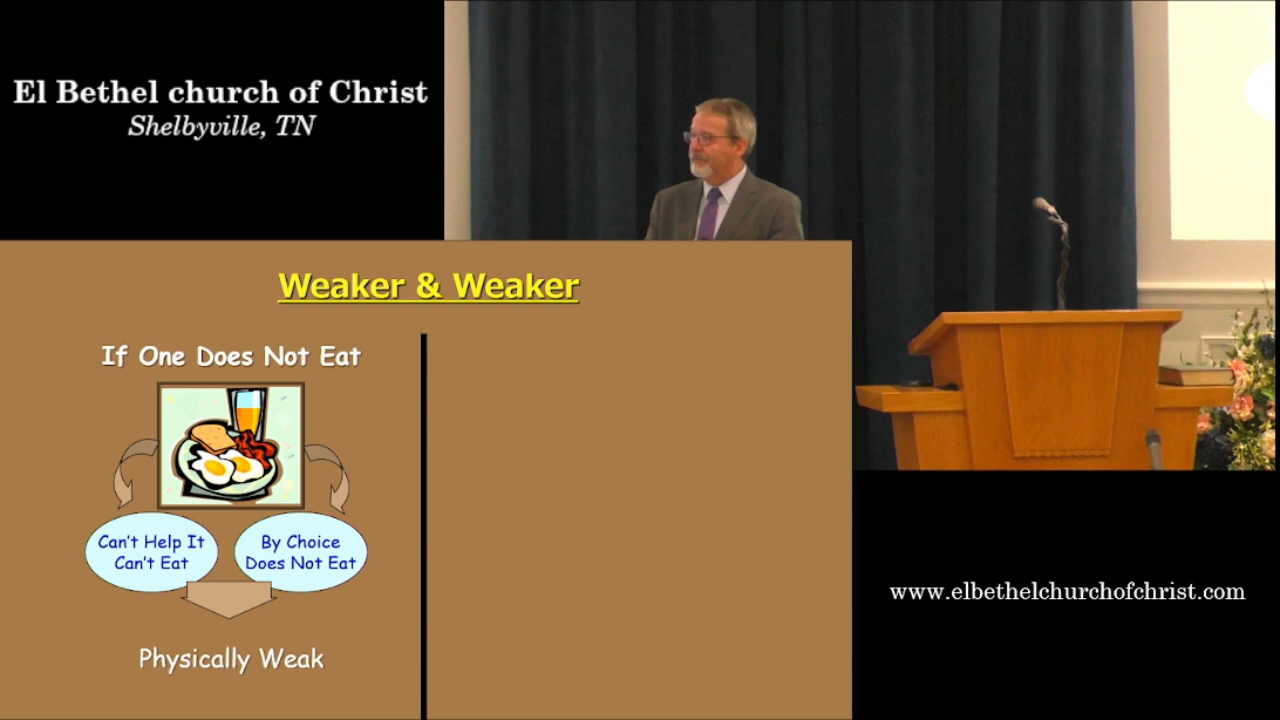 El Bethel church of Christ
Shelbyville, TN
Weaker & Weaker
If One Does Not Eat
Can't Help It
Can't Eat
By Choice
Does Not Eat
Physically Weak
www.elbethelchurchofchrist.com